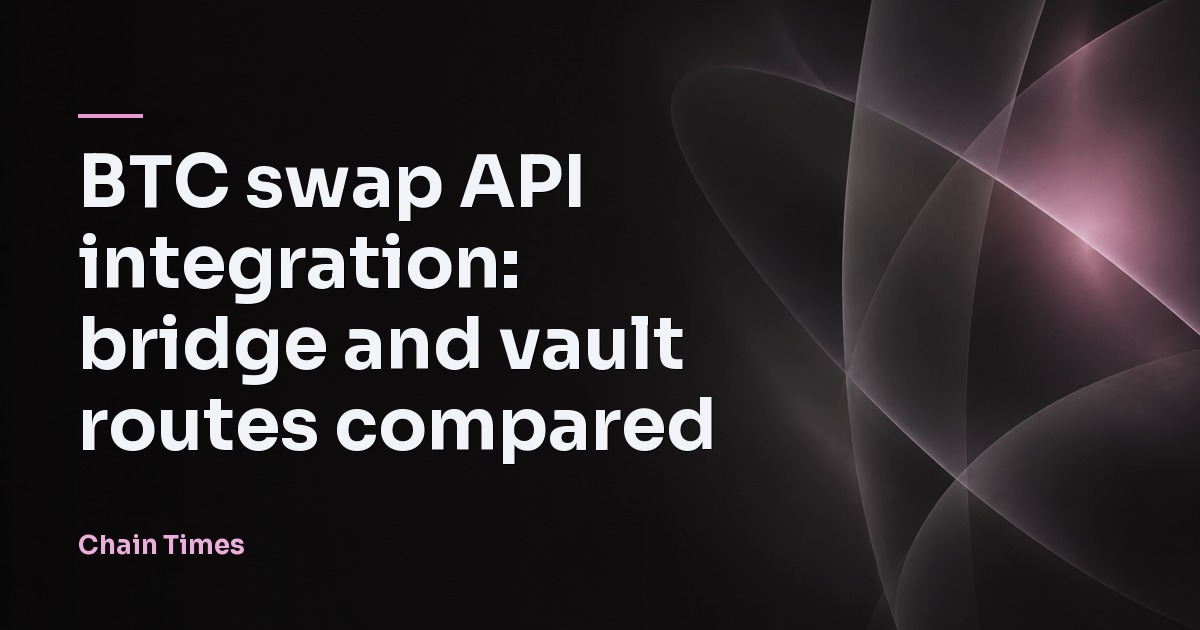 BTC swap API
integration:
bridge and vault
routes compared
Chain Times